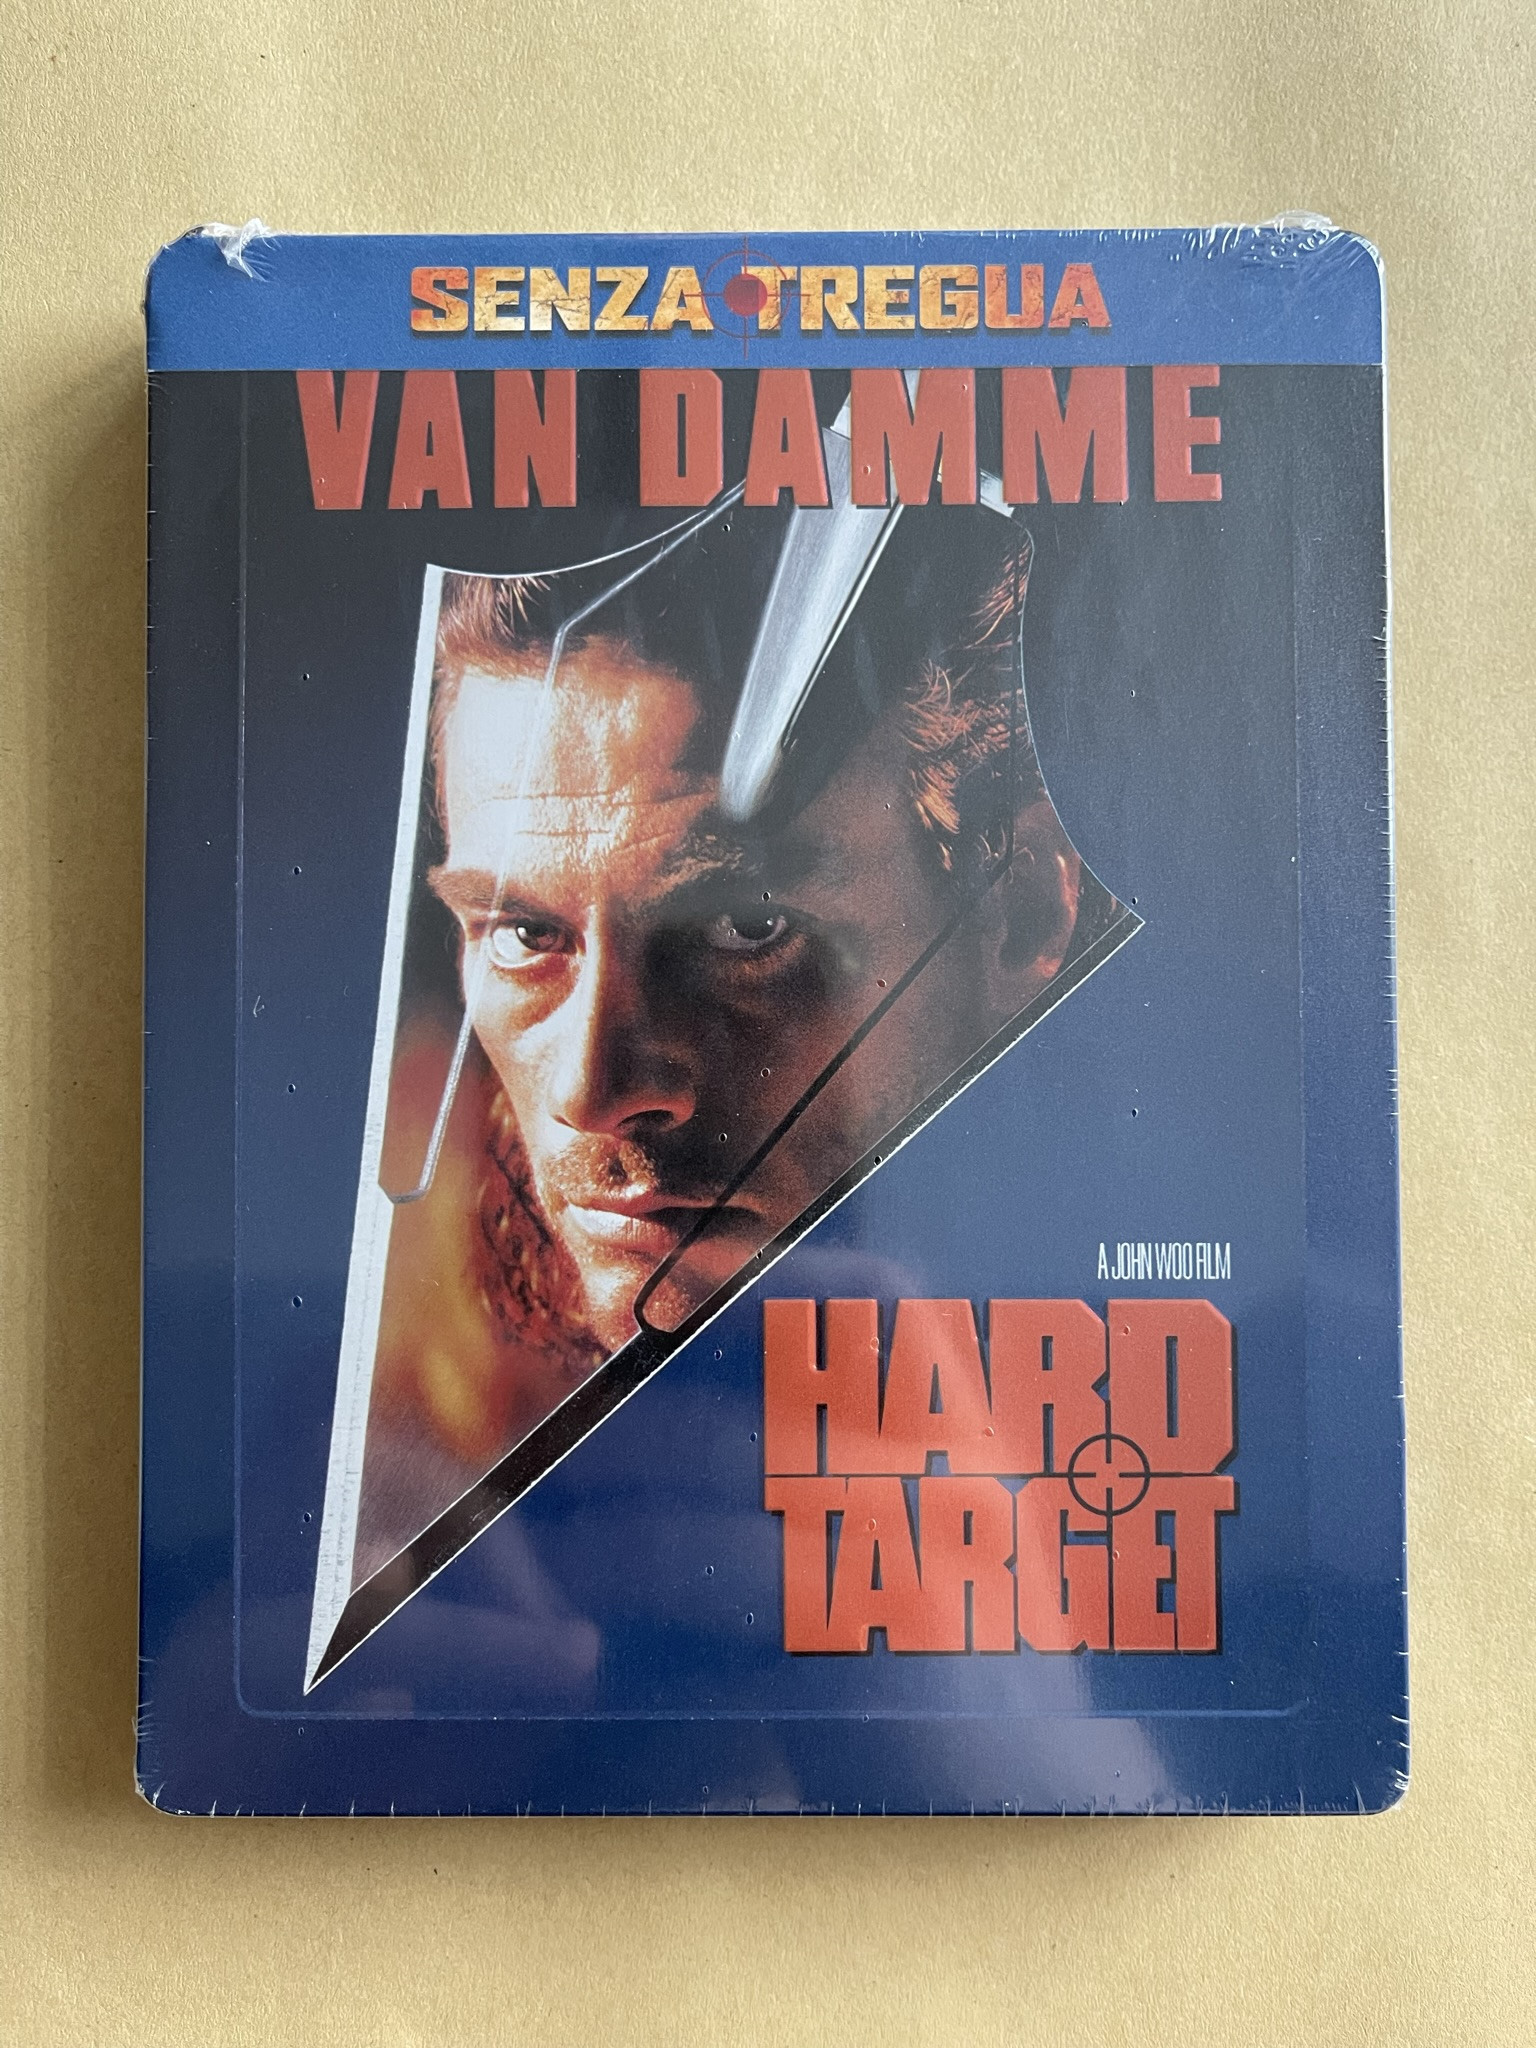 SENZA TREGUA
VAN DAMME
A JOHN WOO FILM
HARD
TARGET